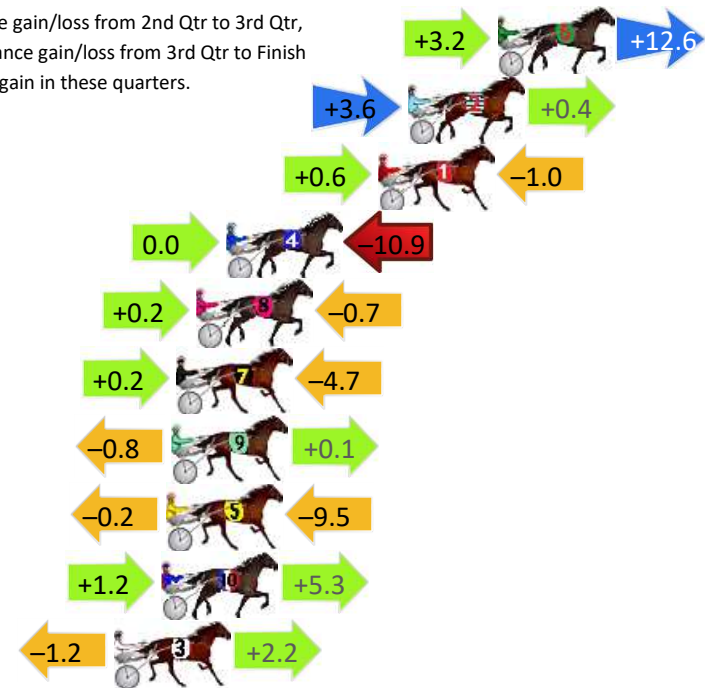 e gain/loss from 2nd Qtr to 3rd Qtr,
ance gain/loss from 3rd Qtr to Finish
gain in these quarters.
+3.2 6 +12.6
+3.6 2 +0.4
+0.6 1 –1.0
0.0 4 –10.9
+0.2 8 –0.7
+0.2 7 –4.7
–0.8 9 +0.1
–0.2 5 –9.5
+1.2 10 +5.3
–1.2 3 +2.2